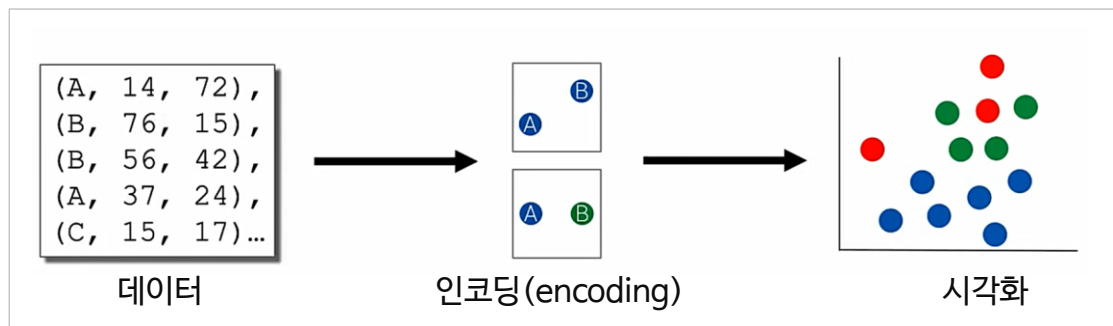 (A, 14, 72),
(B, 76, 15),
(B, 56, 42),
(A, 37, 24),
(C, 15, 17)…
B
A
A B
데이터
인코딩(encoding)
시각화